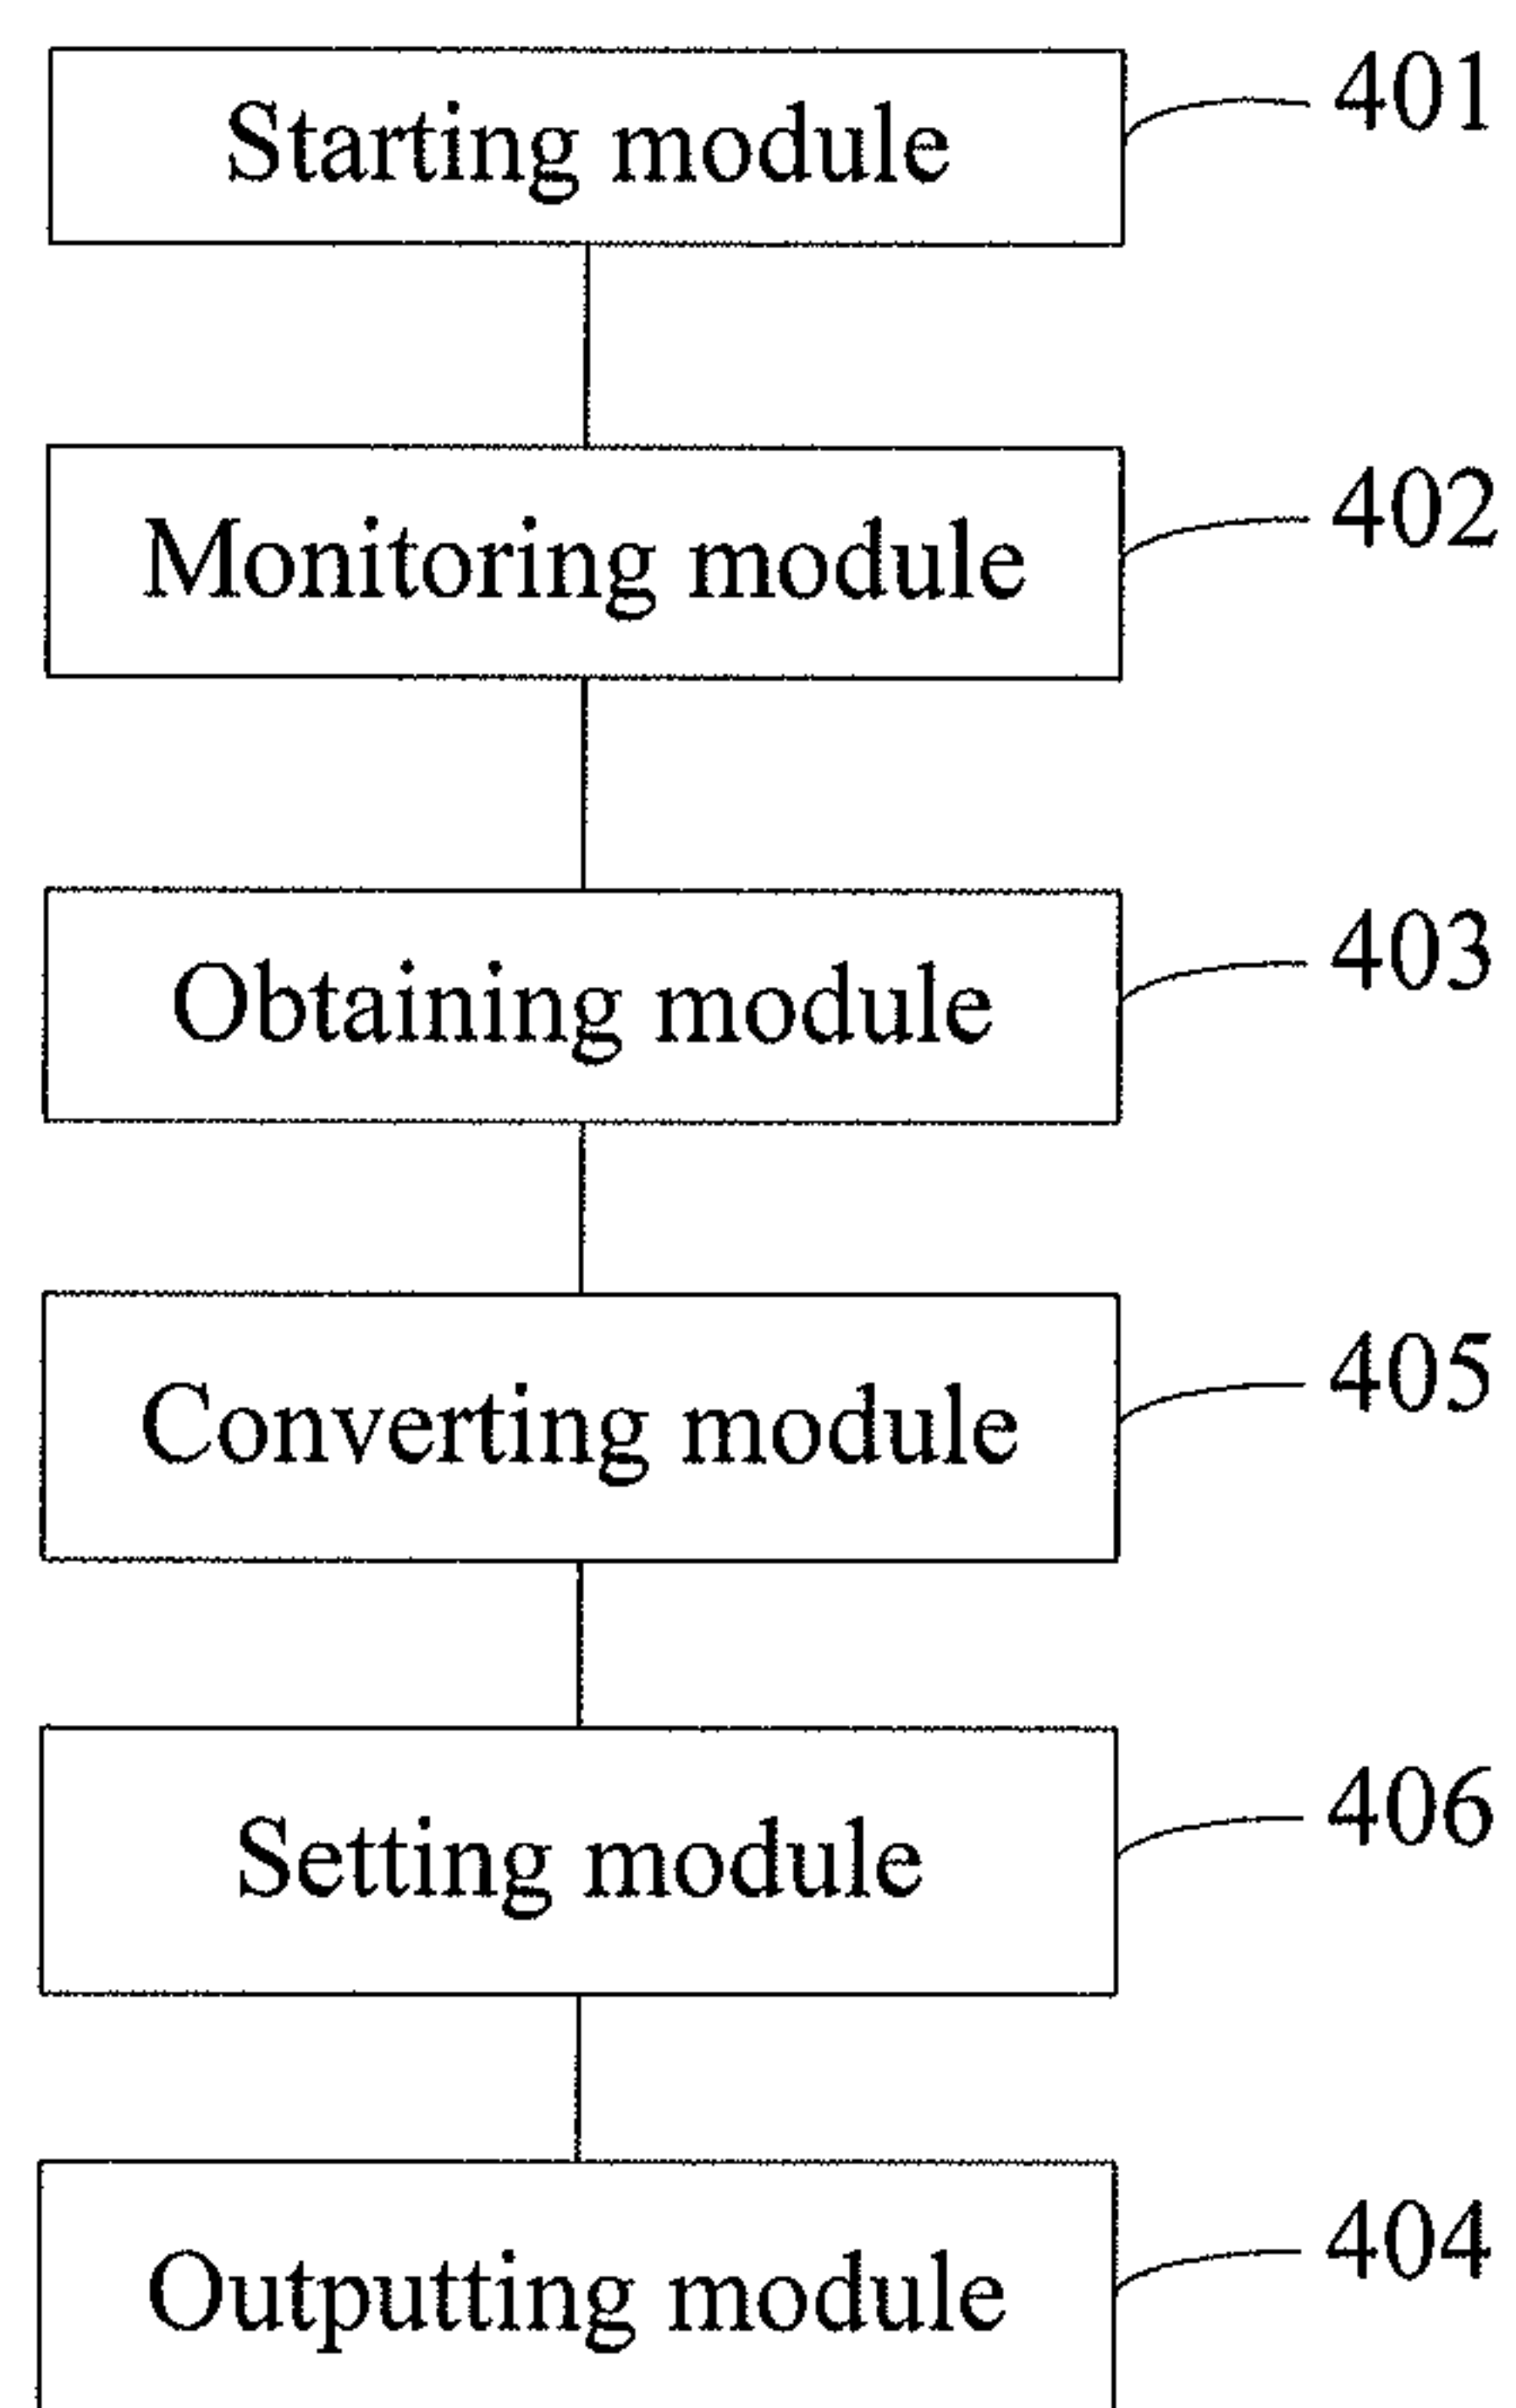 Starting module 401
Monitoring module 402
Obtaining module 403
Converting module 405
Setting module 406
Outputting module 404